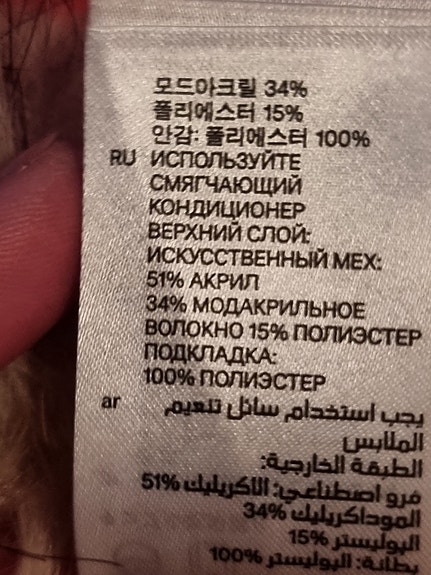 모드아크릴 34%
폴리에스터 15%
안감: 폴리에스터 100%
RU ИСПОЛЬЗУЙТЕ
СМЯГЧАЮЩИЙ
КОНДИЦИОНЕР
ВЕРХНИЙ СЛОЙ:
ИСКУССТВЕННЫЙ МЕХ:
51% АКРИЛ
34% МОДАКРИЛЬНОЕ
ВОЛОКНО 15% ПОЛИЭСТЕР
ПОДКЛАДКА:
100% ПОЛИЭСТЕР
ar يجب استخدام سائل تنعيم
الملابس
الطبقة الخارجية:
فرو اصطناعي: الأكريليك 51%
الموداكريليك 34%
البوليستر 15%
بطانة: البوليستر 100%